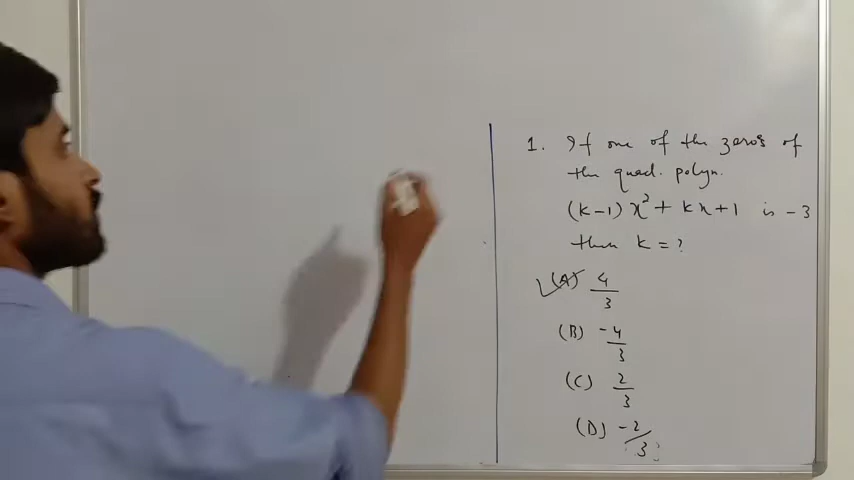 1. If one of the zeros of
the quad. polyn.
(k-1) x² + kx + 1 is -3
then k = ?
(A) 4/3
(B) -4/3
(C) 2/3
(D) -2/3